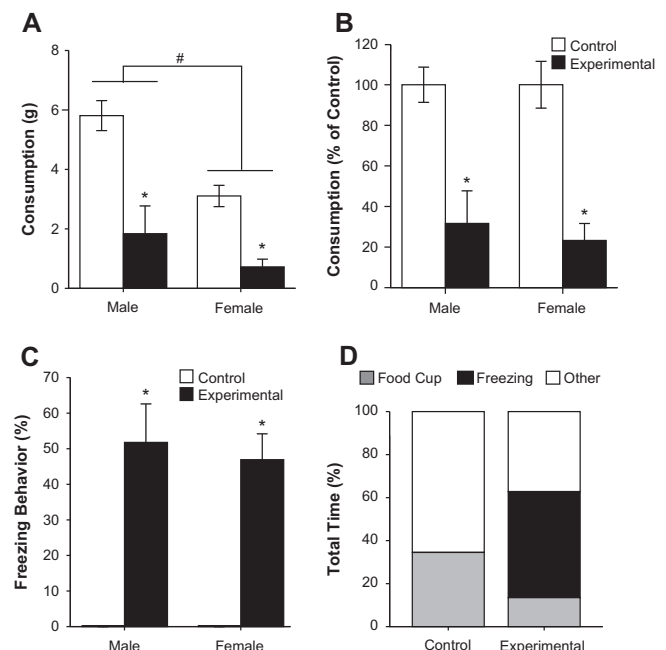 A
8
6
4
2
0
Consumption (g)
#
*
*
Male
Female
B
120
100
80
60
40
20
0
Consumption (% of Control)
Control
Experimental
*
*
Male
Female
C
70
60
50
40
30
20
10
0
Freezing Behavior (%)
Control
Experimental
*
*
Male
Female
D
Food Cup
Freezing
Other
100
80
60
40
20
0
Total Time (%)
Control
Experimental